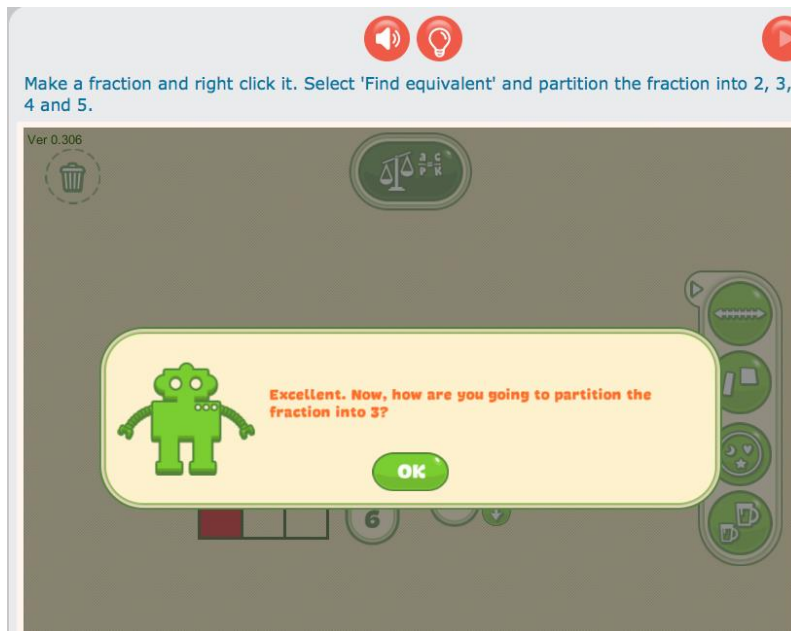 Make a fraction and right click it. Select 'Find equivalent' and partition the fraction into 2, 3,
4 and 5.
Ver 0.306
a/P = c/K
Excellent. Now, how are you going to partition the
fraction into 3?
OK
6